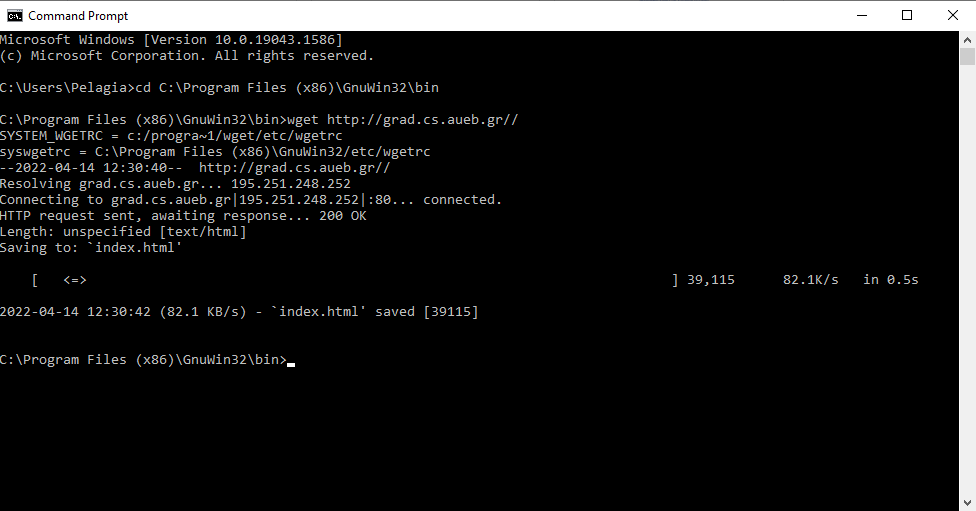 Command Prompt
Microsoft Windows [Version 10.0.19043.1586]
(c) Microsoft Corporation. All rights reserved.
C:\Users\Pelagia>cd C:\Program Files (x86)\GnuWin32\bin
C:\Program Files (x86)\GnuWin32\bin>wget http://grad.cs.aueb.gr//
SYSTEM_WGETRC = c:/progra~1/wget/etc/wgetrc
syswgetrc = C:\Program Files (x86)\GnuWin32/etc/wgetrc
--2022-04-14 12:30:40--  http://grad.cs.aueb.gr//
Resolving grad.cs.aueb.gr... 195.251.248.252
Connecting to grad.cs.aueb.gr|195.251.248.252|:80... connected.
HTTP request sent, awaiting response... 200 OK
Length: unspecified [text/html]
Saving to: `index.html'
[   <=>                                                                          ] 39,115      82.1K/s   in 0.5s
2022-04-14 12:30:42 (82.1 KB/s) - `index.html' saved [39115]
C:\Program Files (x86)\GnuWin32\bin>